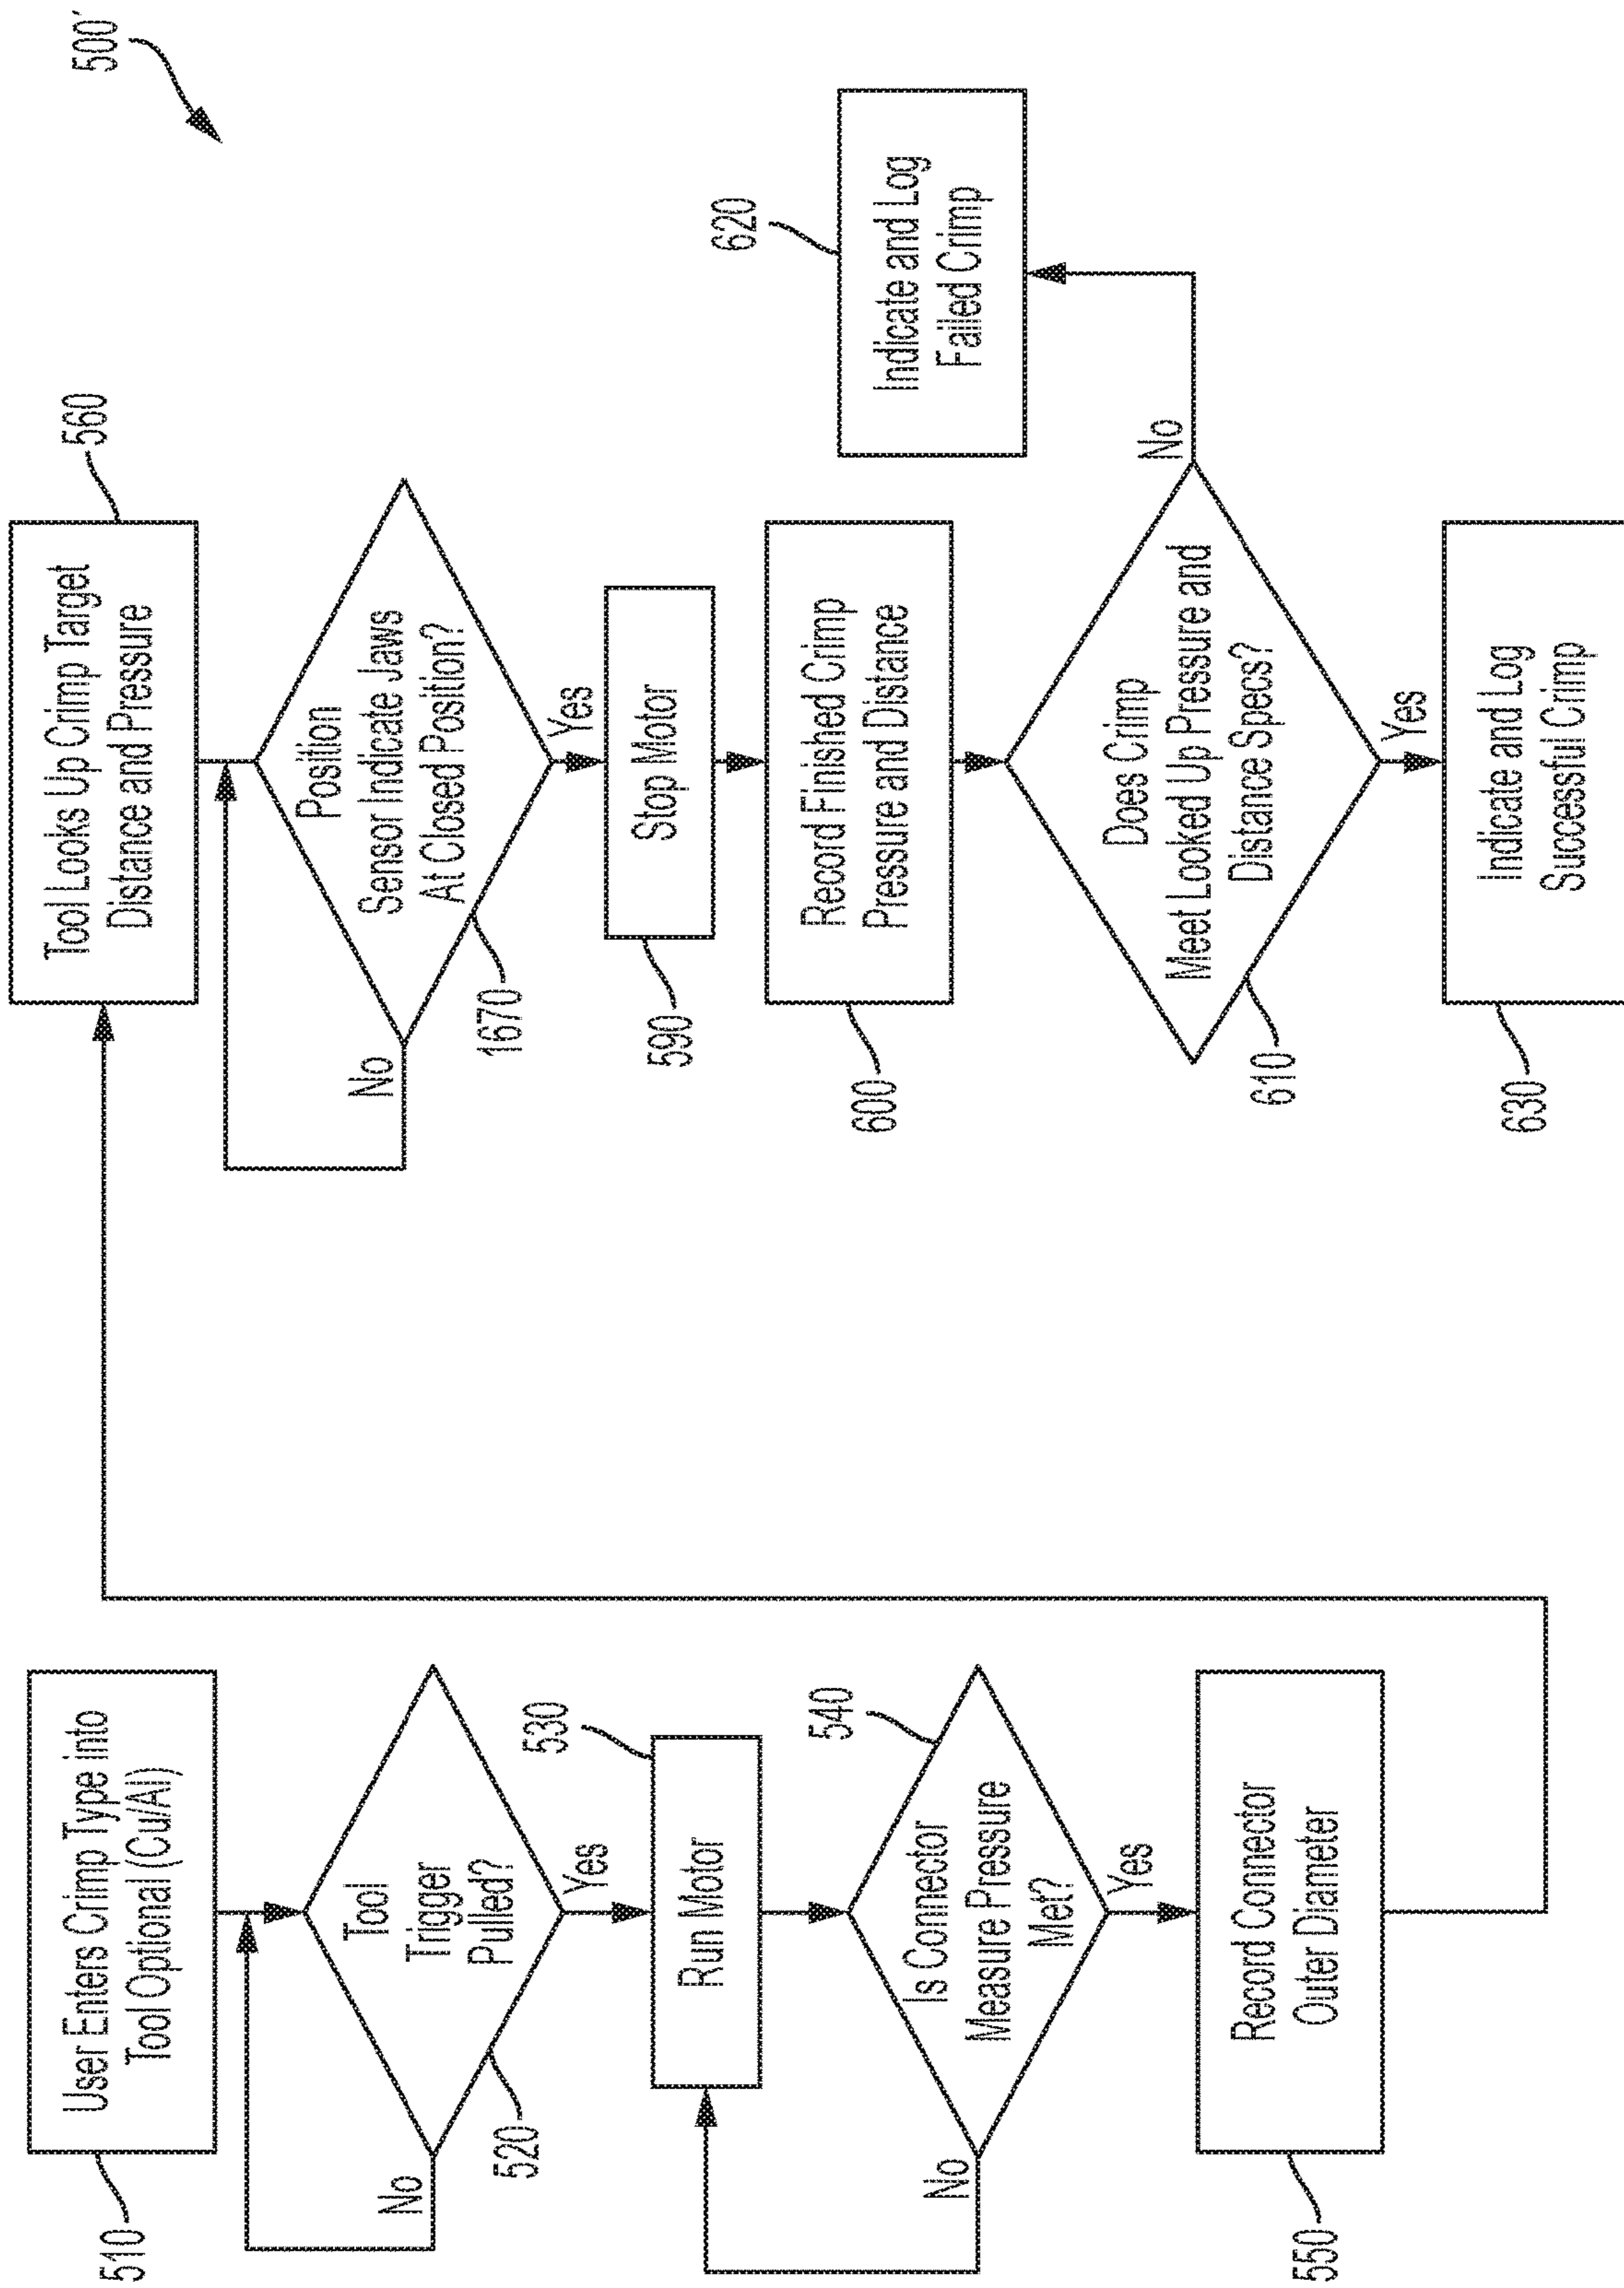 500'
510
User Enters Crimp Type into
Tool Optional (Cu/Al)
Tool
Trigger
Pulled?
520
No
Yes
530
Run Motor
540
Is Connector
Measure Pressure
Met?
No
Yes
550
Record Connector
Outer Diameter
560
Tool Looks Up Crimp Target
Distance and Pressure
Position
Sensor Indicate Jaws
At Closed Position?
1670
No
Yes
590
Stop Motor
600
Record Finished Crimp
Pressure and Distance
Does Crimp
Meet Looked Up Pressure and
Distance Specs?
610
No
620
Indicate and Log
Failed Crimp
Yes
630
Indicate and Log
Successful Crimp